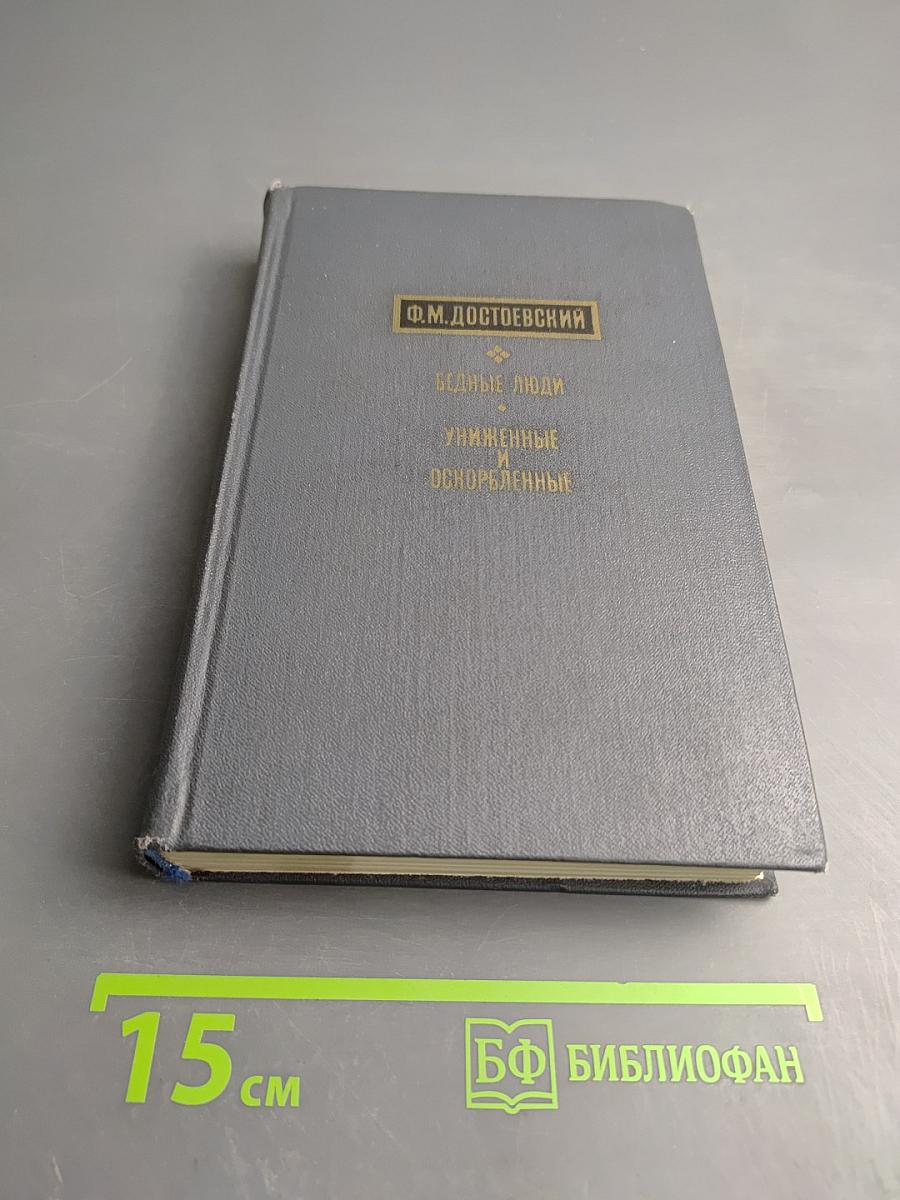 Ф.М.ДОСТОЕВСКИЙ
БЕДНЫЕ ЛЮДИ
УНИЖЕННЫЕ
И
ОСКОРБЛЕННЫЕ
15 см
БФ БИБЛИОФАН